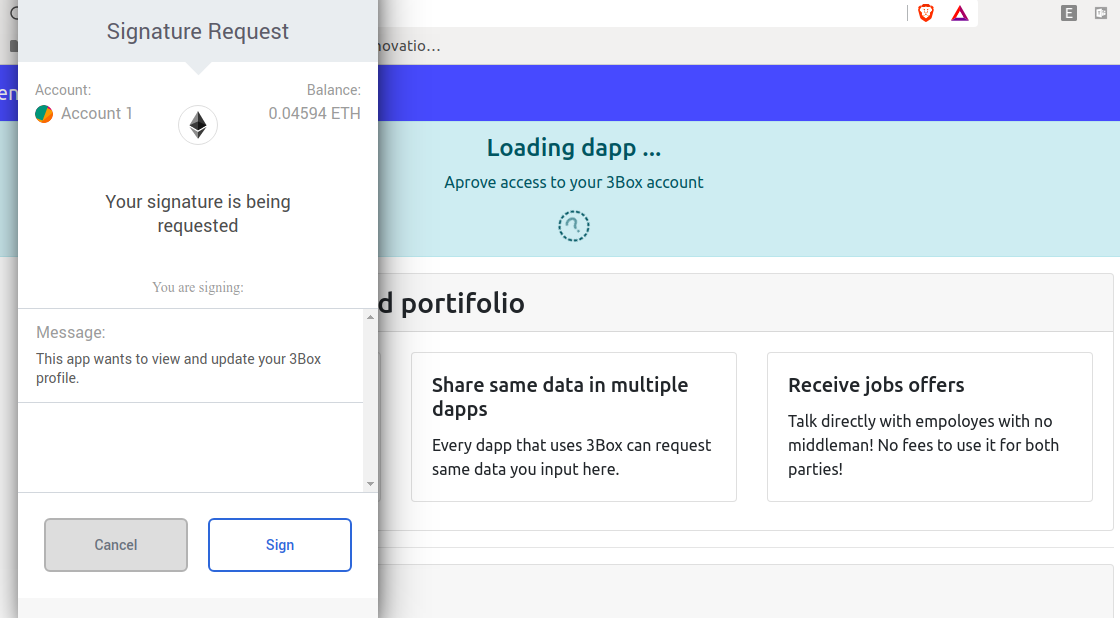 Signature Request
Account:
Balance:
Account 1
0.04594 ETH
Your signature is being
requested
You are signing:
Message:
This app wants to view and update your 3Box
profile.
Cancel
Sign
novatio...
E
en
Loading dapp ...
Aprove access to your 3Box account
d portifolio
Share same data in multiple
dapps
Every dapp that uses 3Box can request
same data you input here.
Receive jobs offers
Talk directly with empoloyes with no
middleman! No fees to use it for both
parties!